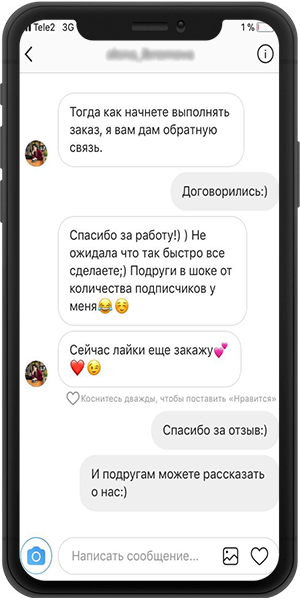 Tele2 3G 1 %
Тогда как начнете выполнять
заказ, я вам дам обратную
связь.
Договорились:)
Спасибо за работу!) ) Не
ожидала что так быстро все
сделаете;) Подруги в шоке от
количества подписчиков у
меня😂☺️
Сейчас лайки еще закажу💕
❤️😉
Коснитесь дважды, чтобы поставить «Нравится»
Спасибо за отзыв:)
И подругам можете рассказать
о нас:)
Написать сообщение...